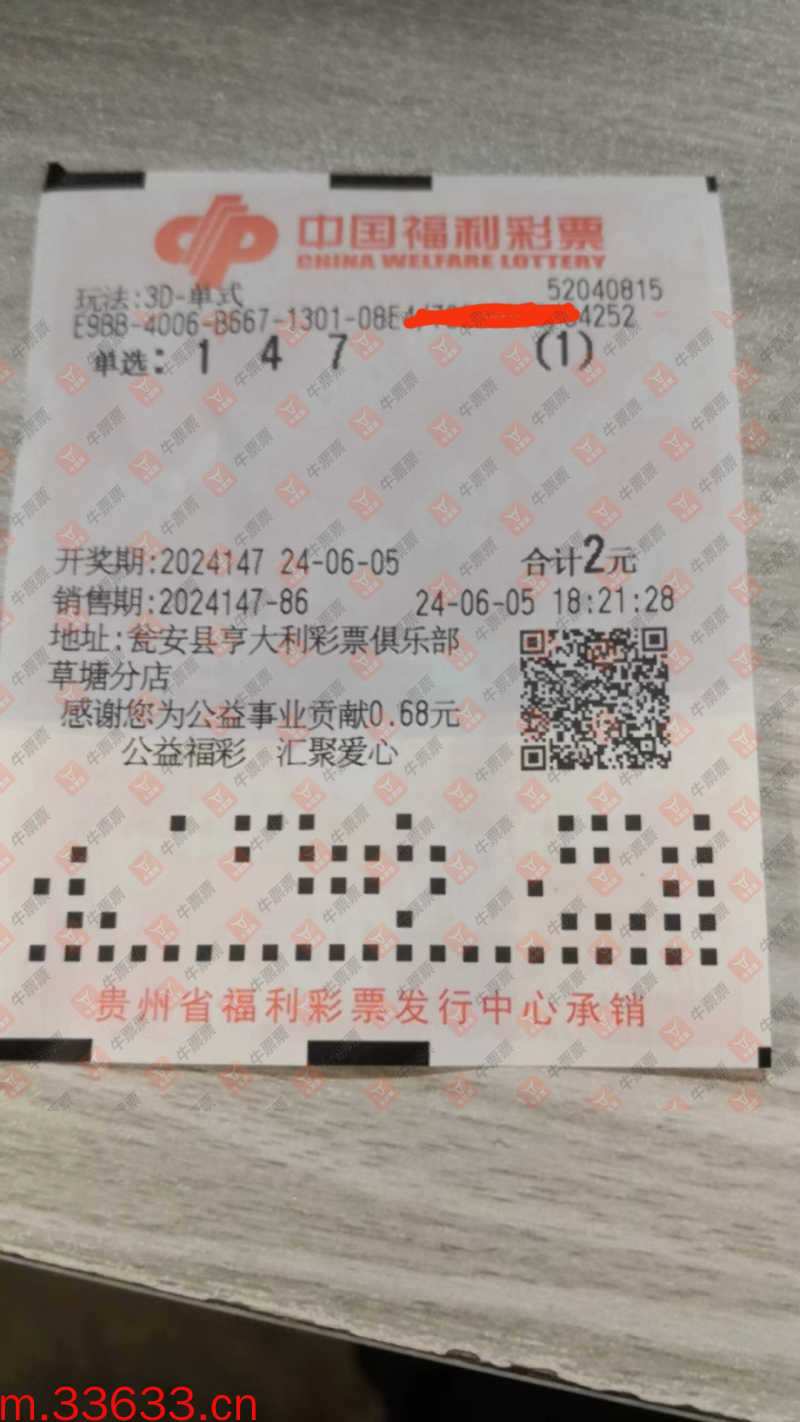 中国福利彩票
CHINA WELFARE LOTTERY
玩法:3D-单式 52040815
E9BB-4006-B667-1301-08E4 4252
单选: 1 4 7 (1)
开奖期:2024147 24-06-05 合计2元
销售期:2024147-86 24-06-05 18:21:28
地址:瓮安县亨大利彩票俱乐部
草塘分店
感谢您为公益事业贡献0.68元
公益福彩 汇聚爱心
贵州省福利彩票发行中心承销
牛票票
m.33633.cn